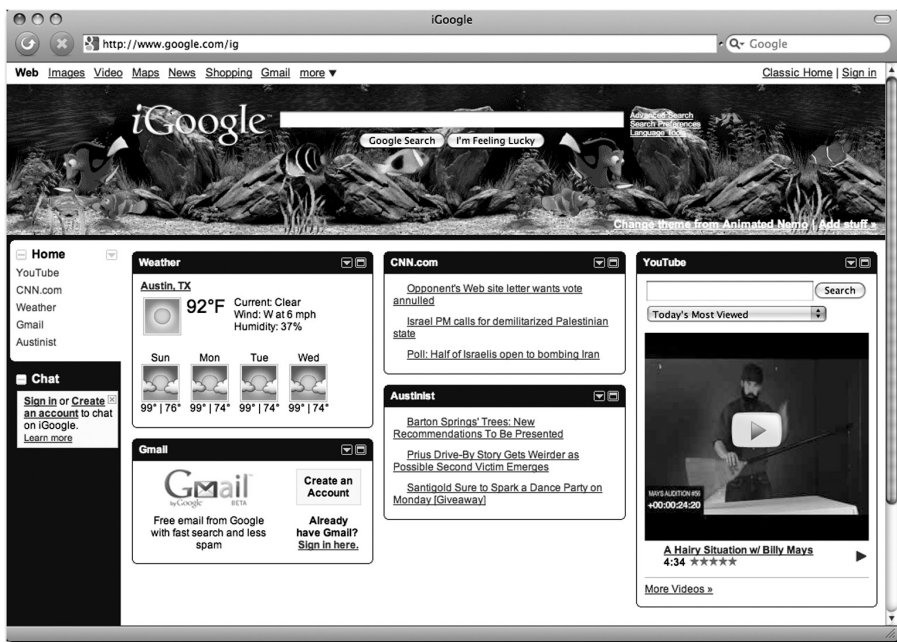 iGoogle
http://www.google.com/ig
Google
Web Images Video Maps News Shopping Gmail more ▼
Classic Home | Sign in
iGoogle™
Advanced Search
Search Preferences
Language Tools
Google Search I'm Feeling Lucky
Change theme from Animated Nemo | Add stuff »
Home
YouTube
CNN.com
Weather
Gmail
Austinist
Chat
Sign in or Create
an account to chat
on iGoogle.
Learn more
Weather
Austin, TX
92°F
Current: Clear
Wind: W at 6 mph
Humidity: 37%
Sun Mon Tue Wed
99° | 76° 99° | 74° 99° | 74° 99° | 74°
Gmail
Gmail™
by Google BETA
Free email from Google
with fast search and less
spam
Create an
Account
Already
have Gmail?
Sign in here.
CNN.com
Opponent's Web site letter wants vote
annulled
Israel PM calls for demilitarized Palestinian
state
Poll: Half of Israelis open to bombing Iran
Austinist
Barton Springs' Trees: New
Recommendations To Be Presented
Prius Drive-By Story Gets Weirder as
Possible Second Victim Emerges
Santigold Sure to Spark a Dance Party on
Monday [Giveaway]
YouTube
Search
Today's Most Viewed
MAYS AUDITION #56
+00:00:24:20
A Hairy Situation w/ Billy Mays
4:34 ★★★★★
More Videos »